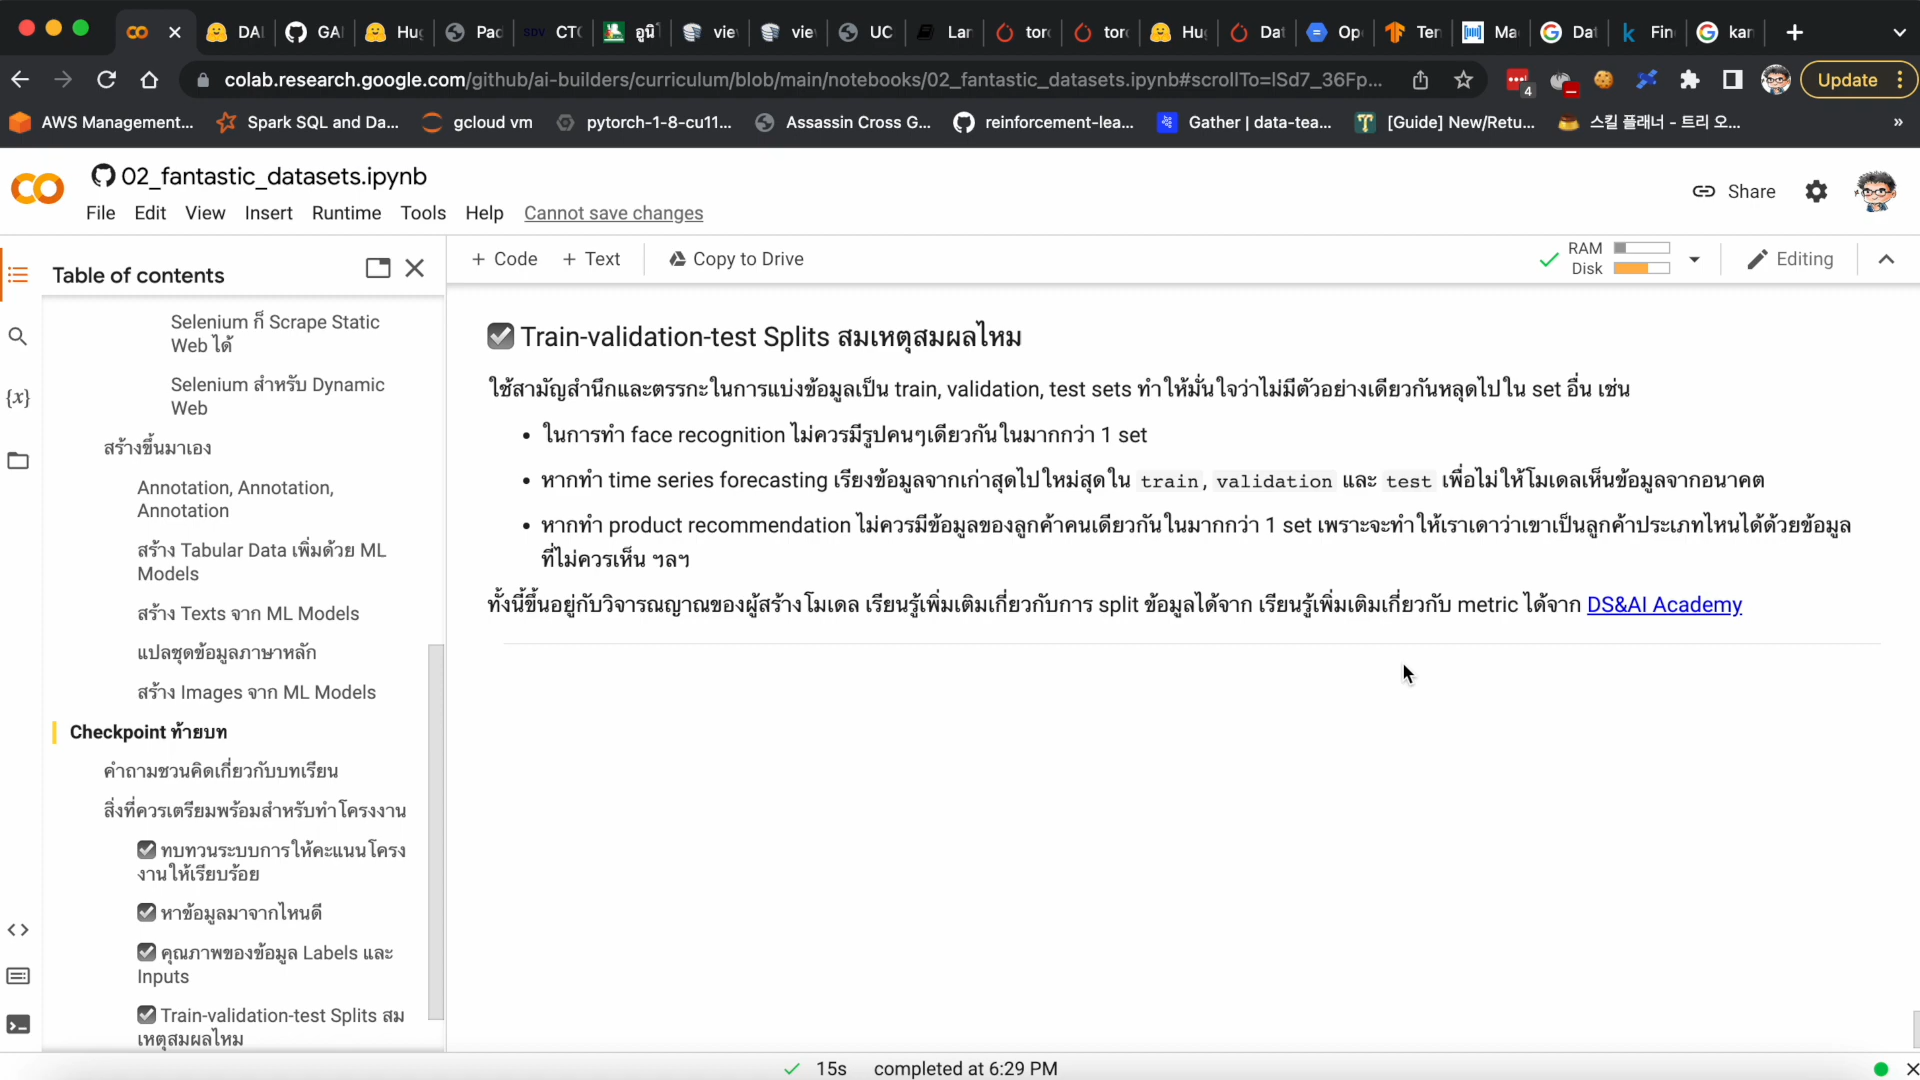 DAI
GAI
Hug
Pad
SDV CTG
อูนิ
vie
vie
UC
Lar
tor
tor
Hu
Dat
Op
Ten
Ma
Dat
Fin
kar
colab.research.google.com/github/ai-builders/curriculum/blob/main/notebooks/02_fantastic_datasets.ipynb#scrollTo=lSd7_36Fp...
4
Update
AWS Management...
Spark SQL and Da...
gcloud vm
pytorch-1-8-cu11...
Assassin Cross G...
reinforcement-lea...
Gather | data-tea...
[Guide] New/Retu...
스킬 플래너 - 트리 오...
»
02_fantastic_datasets.ipynb
Share
File Edit View Insert Runtime Tools Help Cannot save changes
Table of contents
+ Code + Text Copy to Drive
RAM
Disk
Editing
Selenium ก็ Scrape Static
Web ได้
Selenium สำหรับ Dynamic
Web
สร้างขึ้นมาเอง
Annotation, Annotation,
Annotation
สร้าง Tabular Data เพิ่มด้วย ML
Models
สร้าง Texts จาก ML Models
แปลชุดข้อมูลภาษาหลัก
สร้าง Images จาก ML Models
Checkpoint ท้ายบท
คำถามชวนคิดเกี่ยวกับบทเรียน
สิ่งที่ควรเตรียมพร้อมสำหรับทำโครงงาน
☑ ทบทวนระบบการให้คะแนนโครง
งานให้เรียบร้อย
☑ หาข้อมูลมาจากไหนดี
☑ คุณภาพของข้อมูล Labels และ
Inputs
☑ Train-validation-test Splits สม
เหตุสมผลไหม
{x}
☑ Train-validation-test Splits สมเหตุสมผลไหม
ใช้สามัญสำนึกและตรรกะในการแบ่งข้อมูลเป็น train, validation, test sets ทำให้มั่นใจว่าไม่มีตัวอย่างเดียวกันหลุดไปใน set อื่น เช่น
• ในการทำ face recognition ไม่ควรมีรูปคนๆเดียวกันในมากกว่า 1 set
• หากทำ time series forecasting เรียงข้อมูลจากเก่าสุดไปใหม่สุดใน train, validation และ test เพื่อไม่ให้โมเดลเห็นข้อมูลจากอนาคต
• หากทำ product recommendation ไม่ควรมีข้อมูลของลูกค้าคนเดียวกันในมากกว่า 1 set เพราะจะทำให้เราเดาว่าเขาเป็นลูกค้าประเภทไหนได้ด้วยข้อมูล
ที่ไม่ควรเห็น ฯลฯ
ทั้งนี้ขึ้นอยู่กับวิจารณญาณของผู้สร้างโมเดล เรียนรู้เพิ่มเติมเกี่ยวกับการ split ข้อมูลได้จาก เรียนรู้เพิ่มเติมเกี่ยวกับ metric ได้จาก DS&AI Academy
15s completed at 6:29 PM